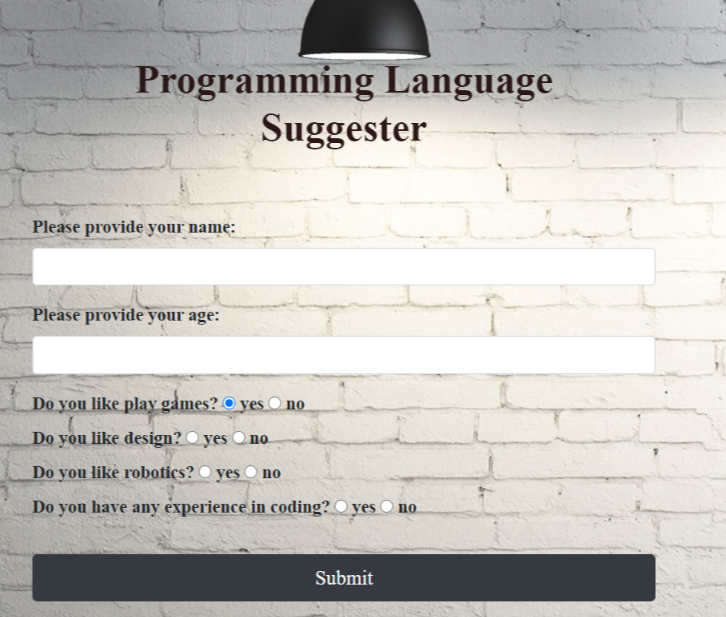 Programming Language
Suggester
Please provide your name:
Please provide your age:
Do you like play games? yes no
Do you like design? yes no
Do you like robotics? yes no
Do you have any experience in coding? yes no
Submit